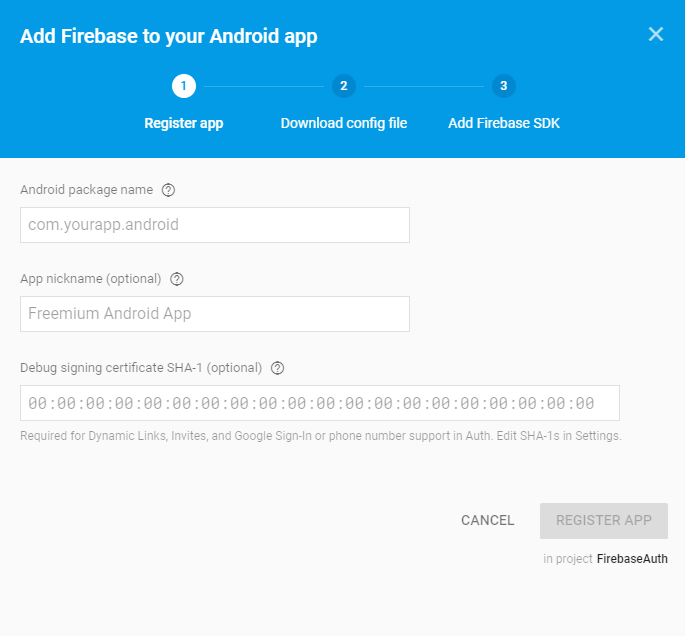 Add Firebase to your Android app
1 2 3
Register app Download config file Add Firebase SDK
Android package name ?
com.yourapp.android
App nickname (optional) ?
Freemium Android App
Debug signing certificate SHA-1 (optional) ?
00:00:00:00:00:00:00:00:00:00:00:00:00:00:00:00:00:00:00:00
Required for Dynamic Links, Invites, and Google Sign-In or phone number support in Auth. Edit SHA-1s in Settings.
CANCEL REGISTER APP
in project FirebaseAuth